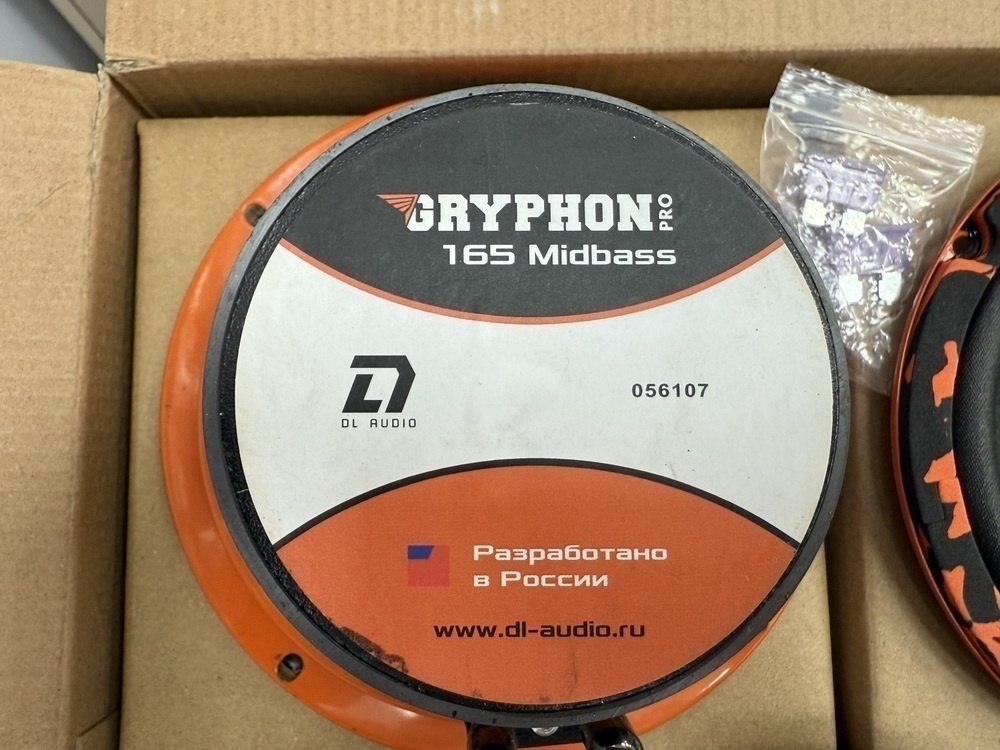 GRYPHON PRO
165 Midbass
DL AUDIO
056107
Разработано
в России
www.dl-audio.ru